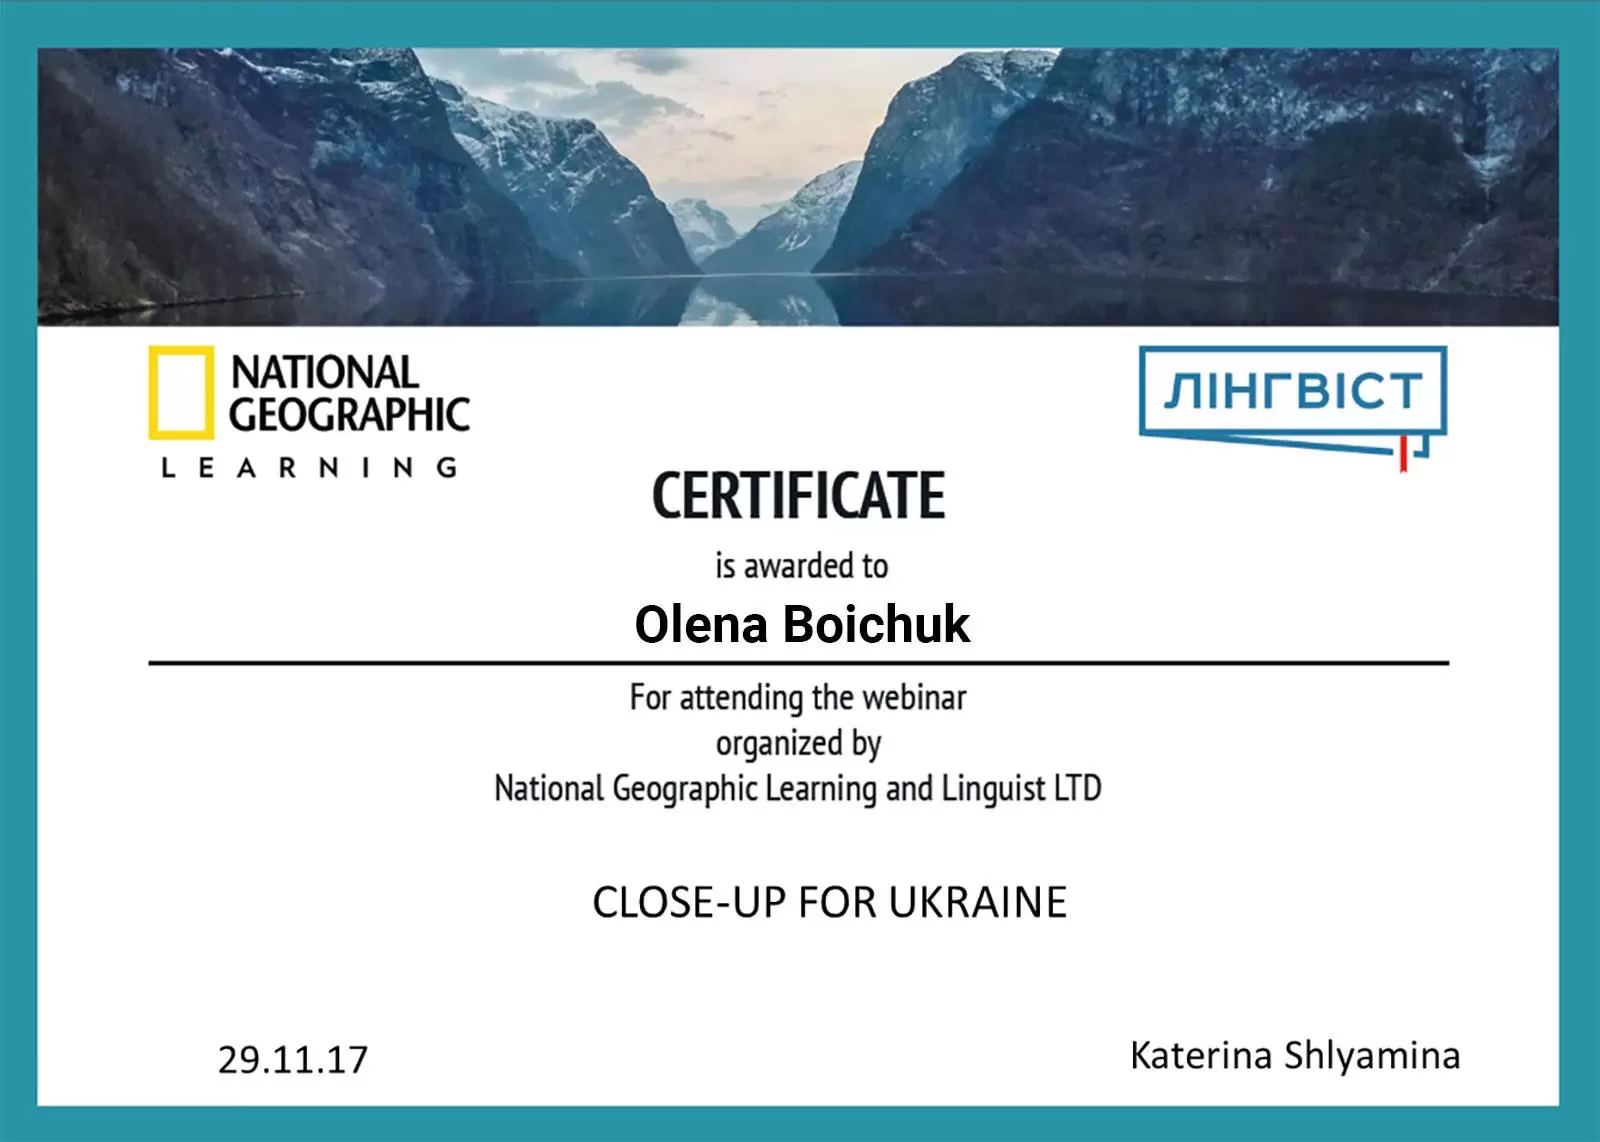 NATIONAL
GEOGRAPHIC
LEARNING
ЛІНГВІСТ
CERTIFICATE
is awarded to
Olena Boichuk
For attending the webinar
organized by
National Geographic Learning and Linguist LTD
CLOSE-UP FOR UKRAINE
29.11.17
Katerina Shlyamina